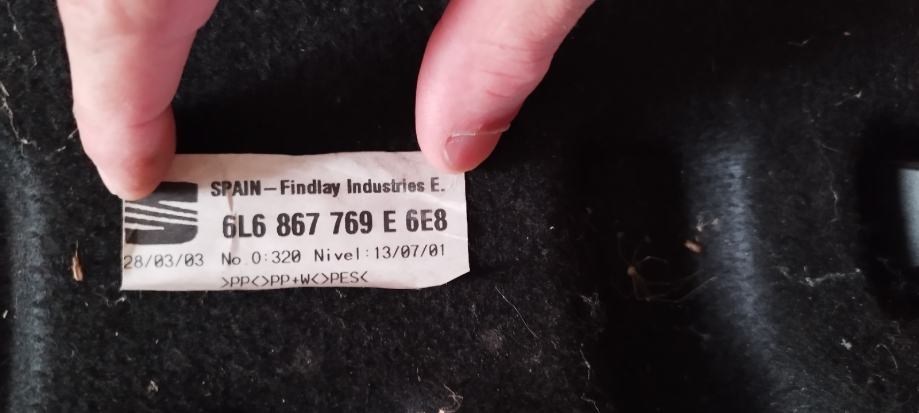 SPAIN-Findlay Industries E.
6L6 867 769 E 6E8
28/03/03 No.O:320 Nivel:13/07/01
>PP<>PP+W<>PES<